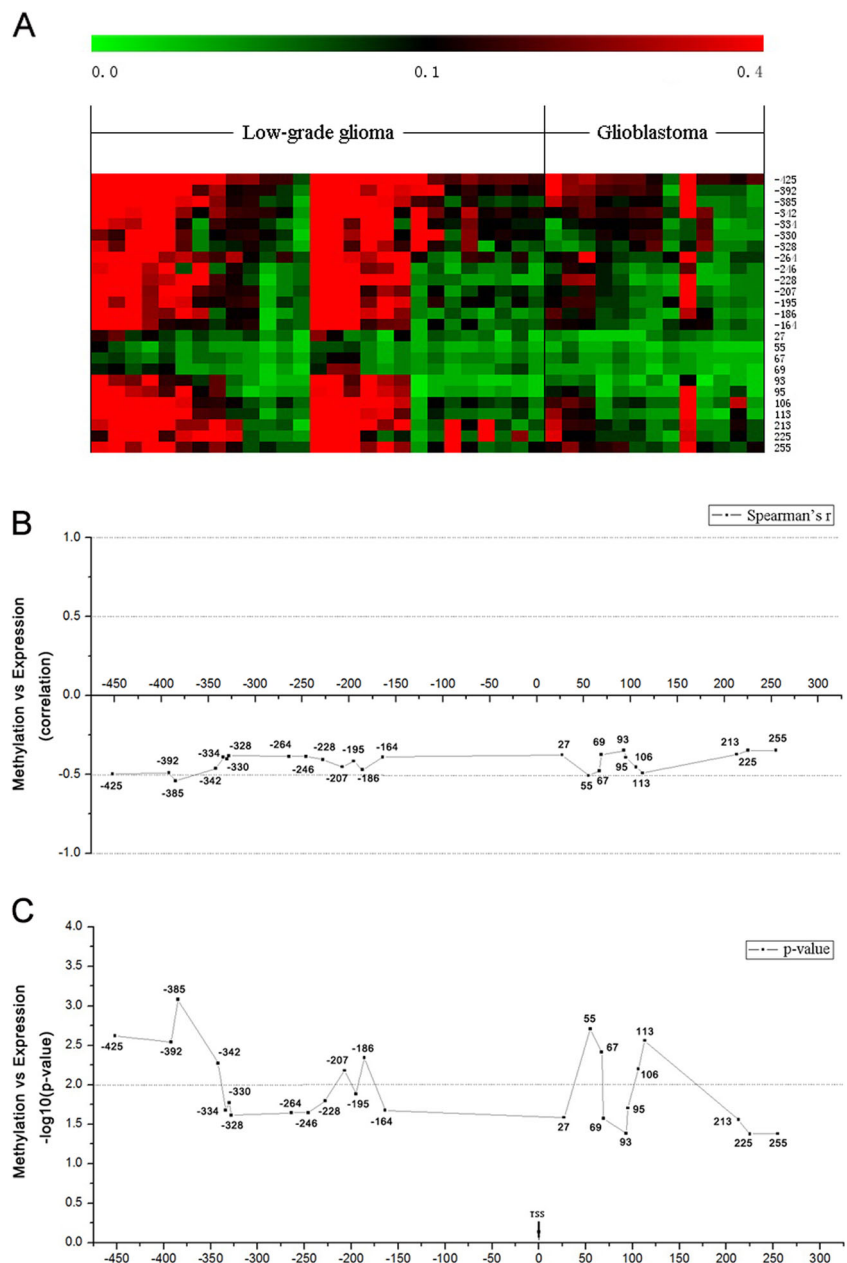 A
0.0 0.1 0.4
Low-grade glioma Glioblastoma
-425
-392
-385
-342
-334
-330
-328
-264
-246
-228
-207
-195
-186
-164
27
55
67
69
93
95
106
113
213
225
255
B
Spearman's r
Methylation vs Expression
(correlation)
1.0
0.5
0.0
-0.5
-1.0
-450 -400 -350 -300 -250 -200 -150 -100 -50 0 50 100 150 200 250 300
-425 -392 -385 -342 -334 -330 -328 -264 -246 -228 -207 -195 -186 -164 27 55 67 69 93 95 106 113 213 225 255
C
p-value
Methylation vs Expression
-log10(p-value)
4.0
3.5
3.0
2.5
2.0
1.5
1.0
0.5
0.0
-425 -392 -385 -342 -334 -330 -328 -264 -246 -228 -207 -195 -186 -164 27 55 67 69 93 95 106 113 213 225 255
TSS
-450 -400 -350 -300 -250 -200 -150 -100 -50 0 50 100 150 200 250 300